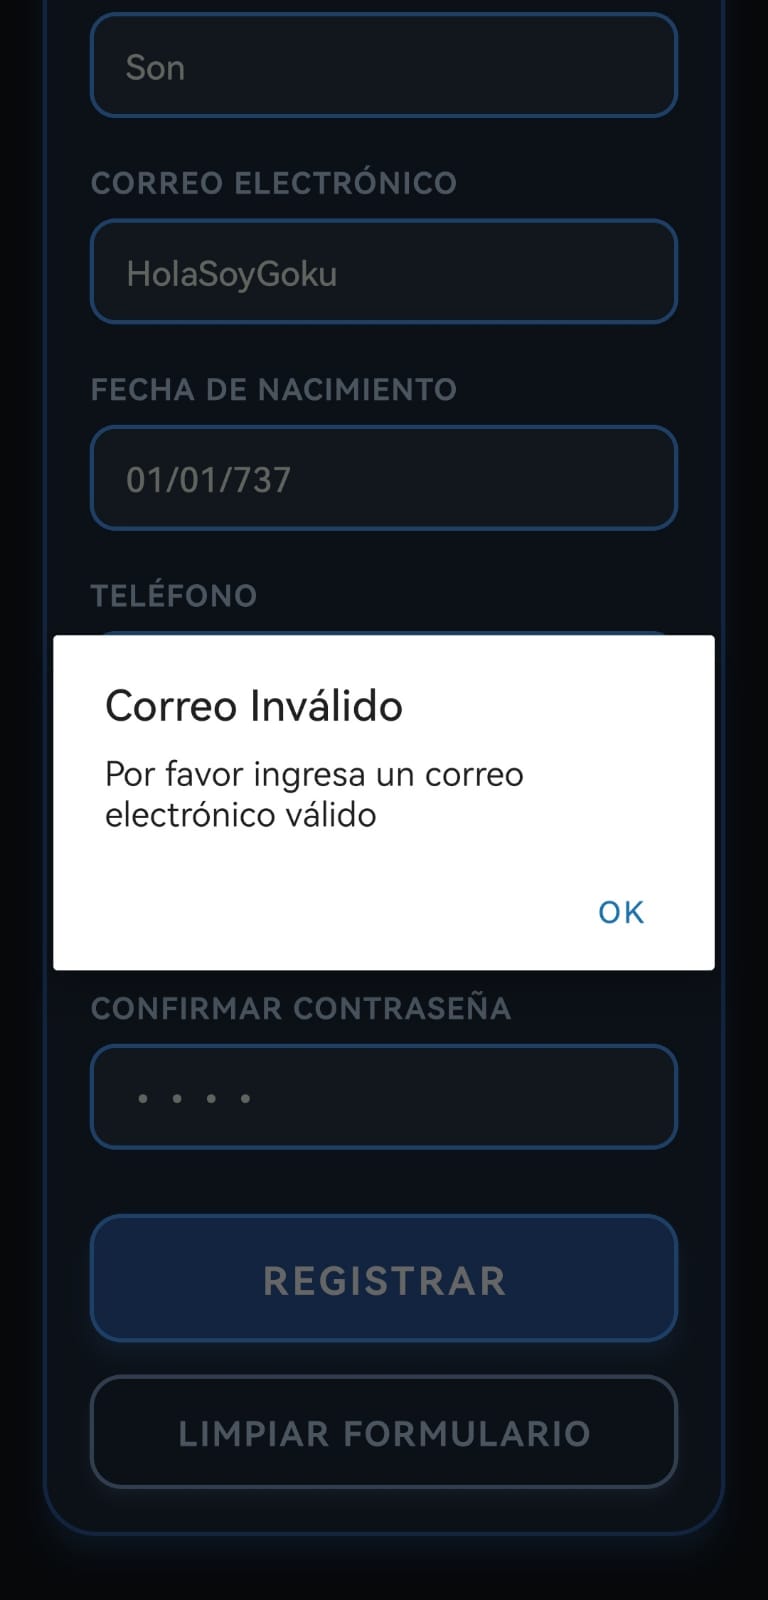 Son
CORREO ELECTRÓNICO
HolaSoyGoku
FECHA DE NACIMIENTO
01/01/737
TELÉFONO
Correo Inválido
Por favor ingresa un correo
electrónico válido
OK
CONFIRMAR CONTRASEÑA
• • • •
REGISTRAR
LIMPIAR FORMULARIO